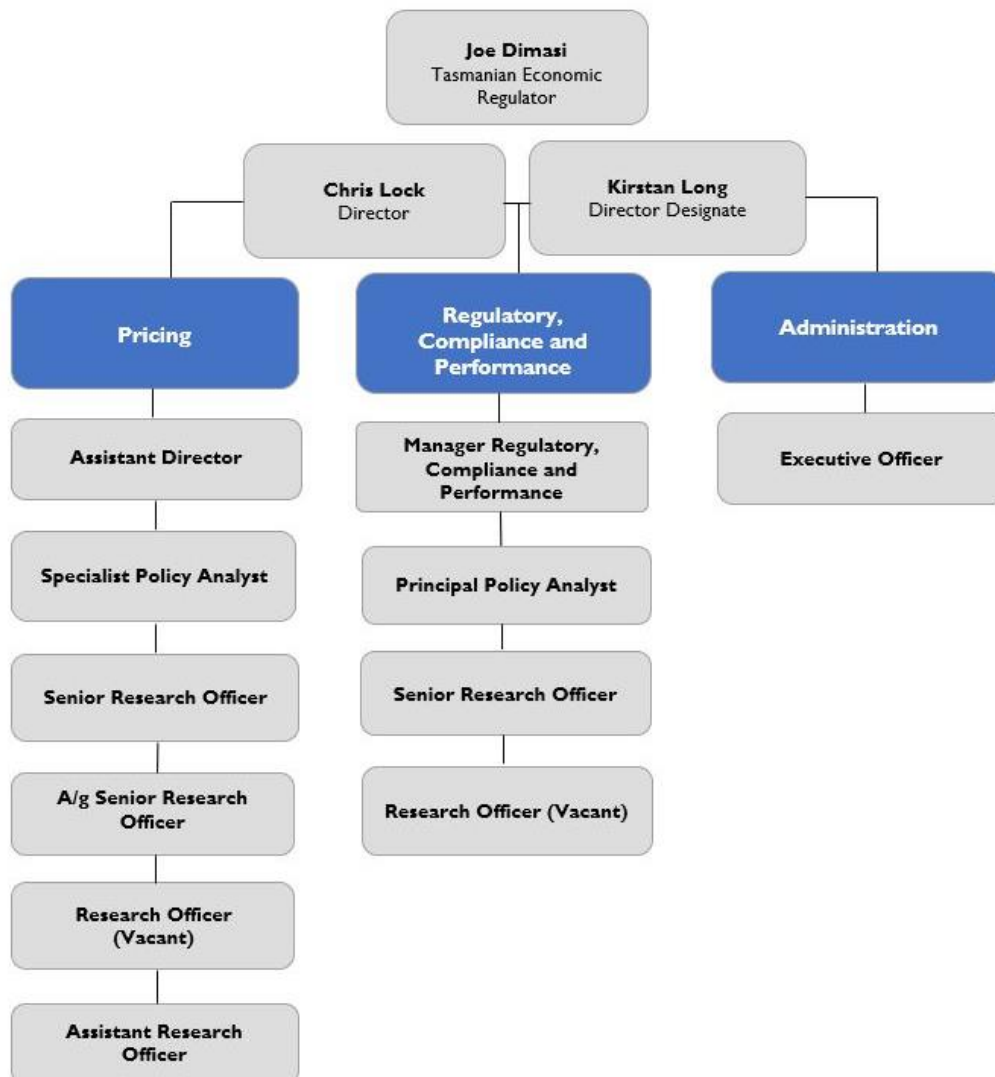 Joe Dimasi
Tasmanian Economic
Regulator
Chris Lock
Director
Kirstan Long
Director Designate
Pricing
Regulatory,
Compliance and
Performance
Administration
Assistant Director
Manager Regulatory,
Compliance and
Performance
Executive Officer
Specialist Policy Analyst
Principal Policy Analyst
Senior Research Officer
Senior Research Officer
A/g Senior Research
Officer
Research Officer (Vacant)
Research Officer
(Vacant)
Assistant Research
Officer